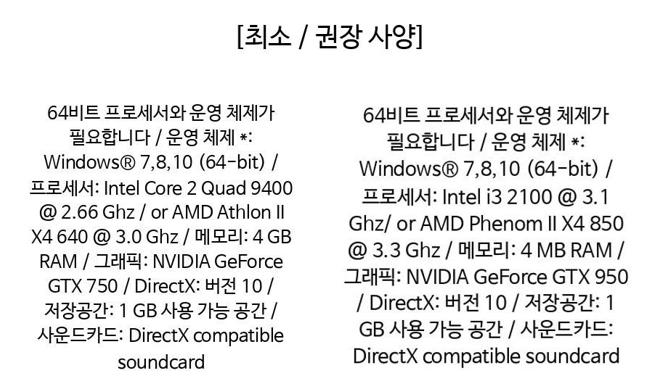 [최소 / 권장 사양]
64비트 프로세서와 운영 체제가
필요합니다 / 운영 체제 *:
Windows® 7,8,10 (64-bit) /
프로세서: Intel Core 2 Quad 9400
@ 2.66 Ghz / or AMD Athlon II
X4 640 @ 3.0 Ghz / 메모리: 4 GB
RAM / 그래픽: NVIDIA GeForce
GTX 750 / DirectX: 버전 10 /
저장공간: 1 GB 사용 가능 공간 /
사운드카드: DirectX compatible
soundcard
64비트 프로세서와 운영 체제가
필요합니다 / 운영 체제 *:
Windows® 7,8,10 (64-bit) /
프로세서: Intel i3 2100 @ 3.1
Ghz/ or AMD Phenom II X4 850
@ 3.3 Ghz / 메모리: 4 MB RAM /
그래픽: NVIDIA GeForce GTX 950
/ DirectX: 버전 10 / 저장공간: 1
GB 사용 가능 공간 / 사운드카드:
DirectX compatible soundcard